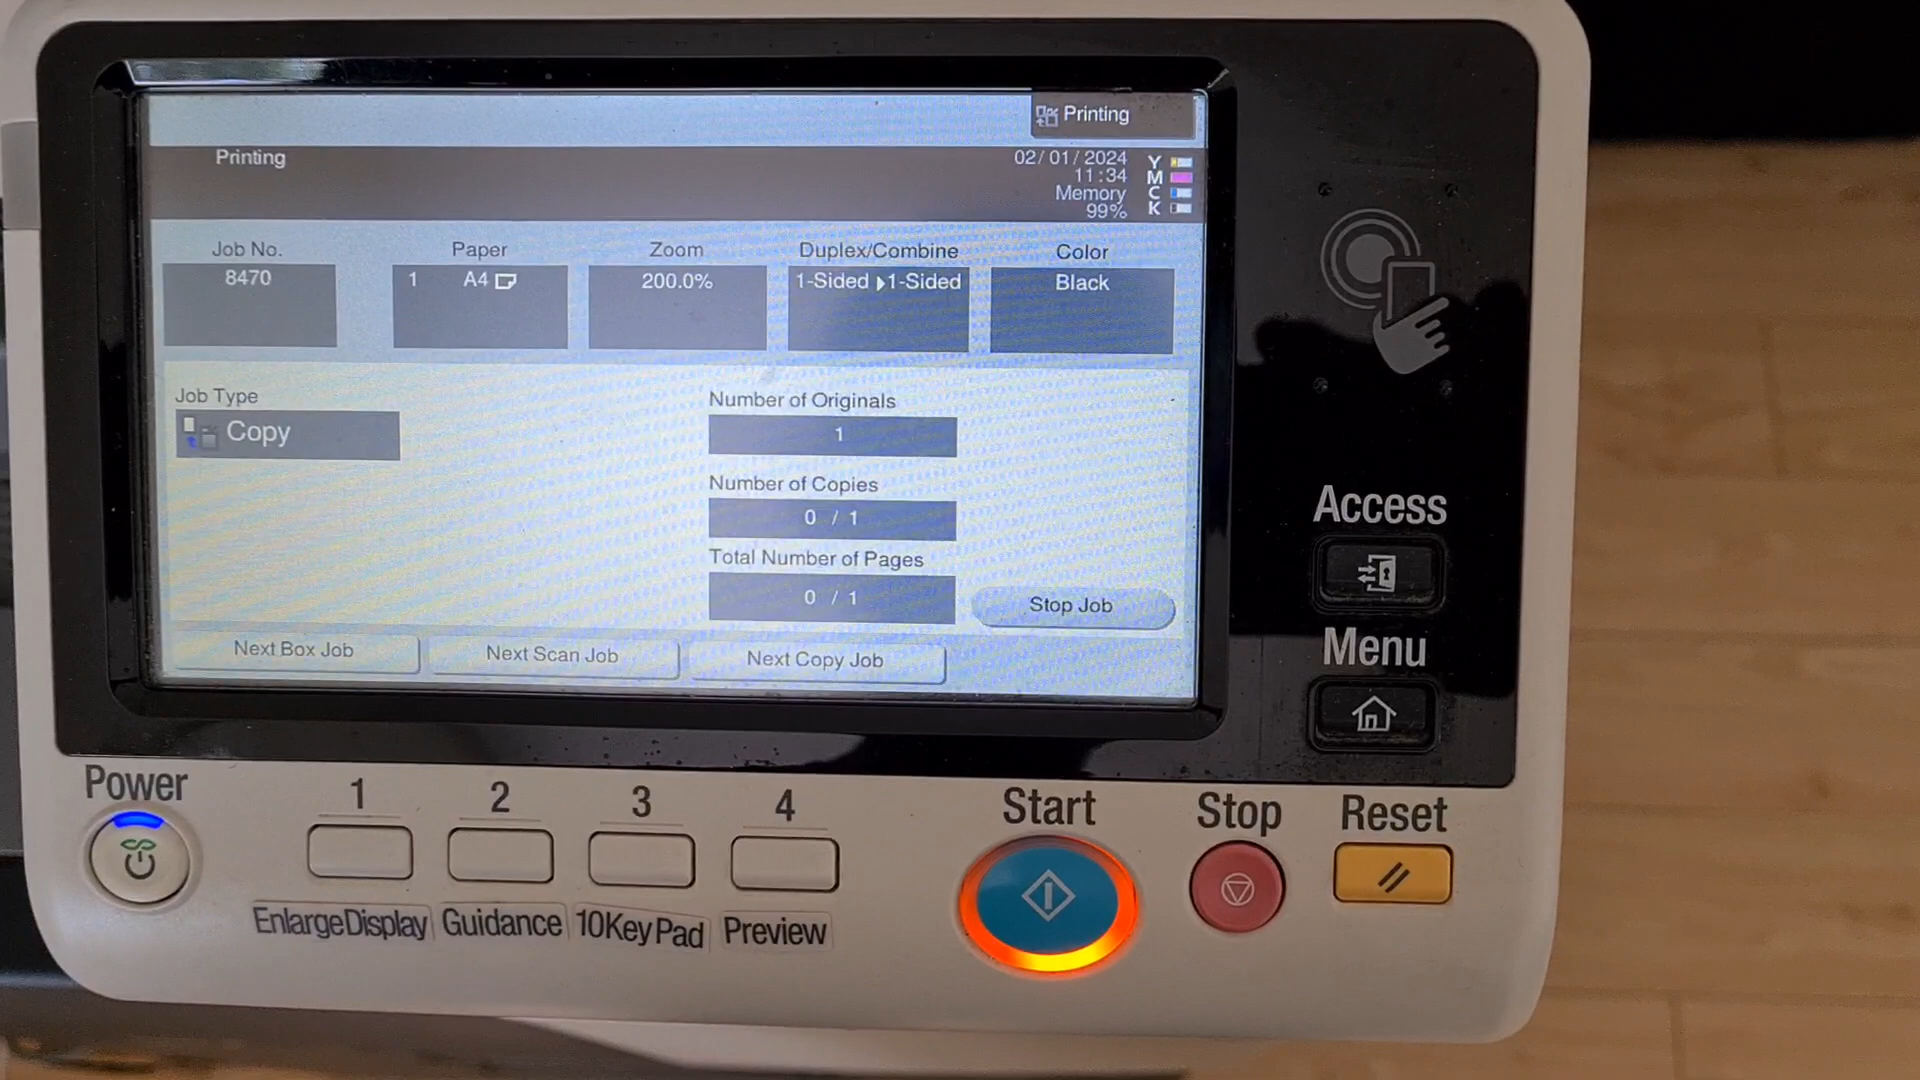 Printing
Printing
02/01/2024
11:34
Memory
99%
Y
M
C
K
Job No. Paper Zoom Duplex/Combine Color
8470 1 A4 200.0% 1-Sided 1-Sided Black
Job Type
Copy
Number of Originals
1
Number of Copies
0 / 1
Total Number of Pages
0 / 1
Stop Job
Next Box Job Next Scan Job Next Copy Job
Access
Menu
Power 1 2 3 4 Start Stop Reset
EnlargeDisplay Guidance 10KeyPad Preview